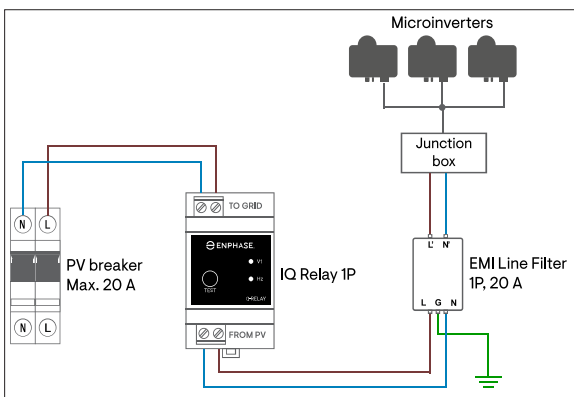 Microinverters
Junction
box
N L
TO GRID
ENPHASE
V1
Hz
TEST
RELAY
FROM PV
IQ Relay 1P
PV breaker
Max. 20 A
N L
L' N'
EMI Line Filter
1P, 20 A
L G N